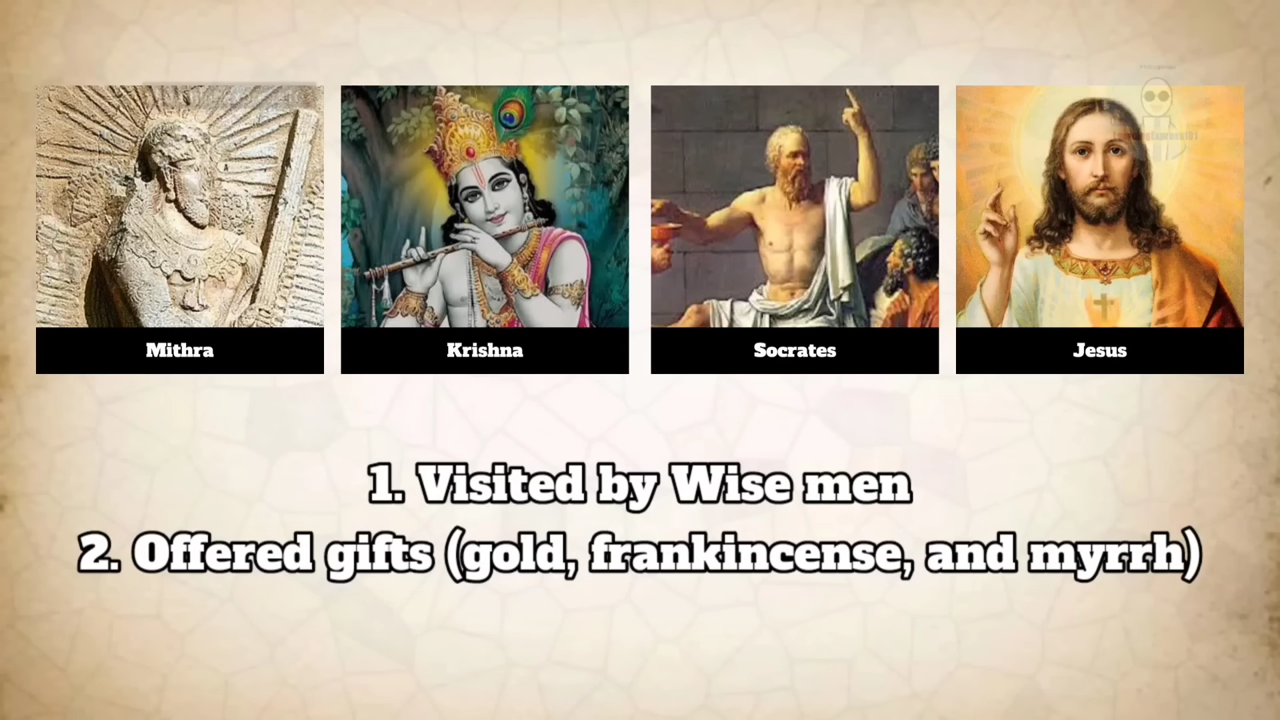 Mithra
Krishna
Socrates
Jesus
1. Visited by Wise men
2. Offered gifts (gold, frankincense, and myrrh)